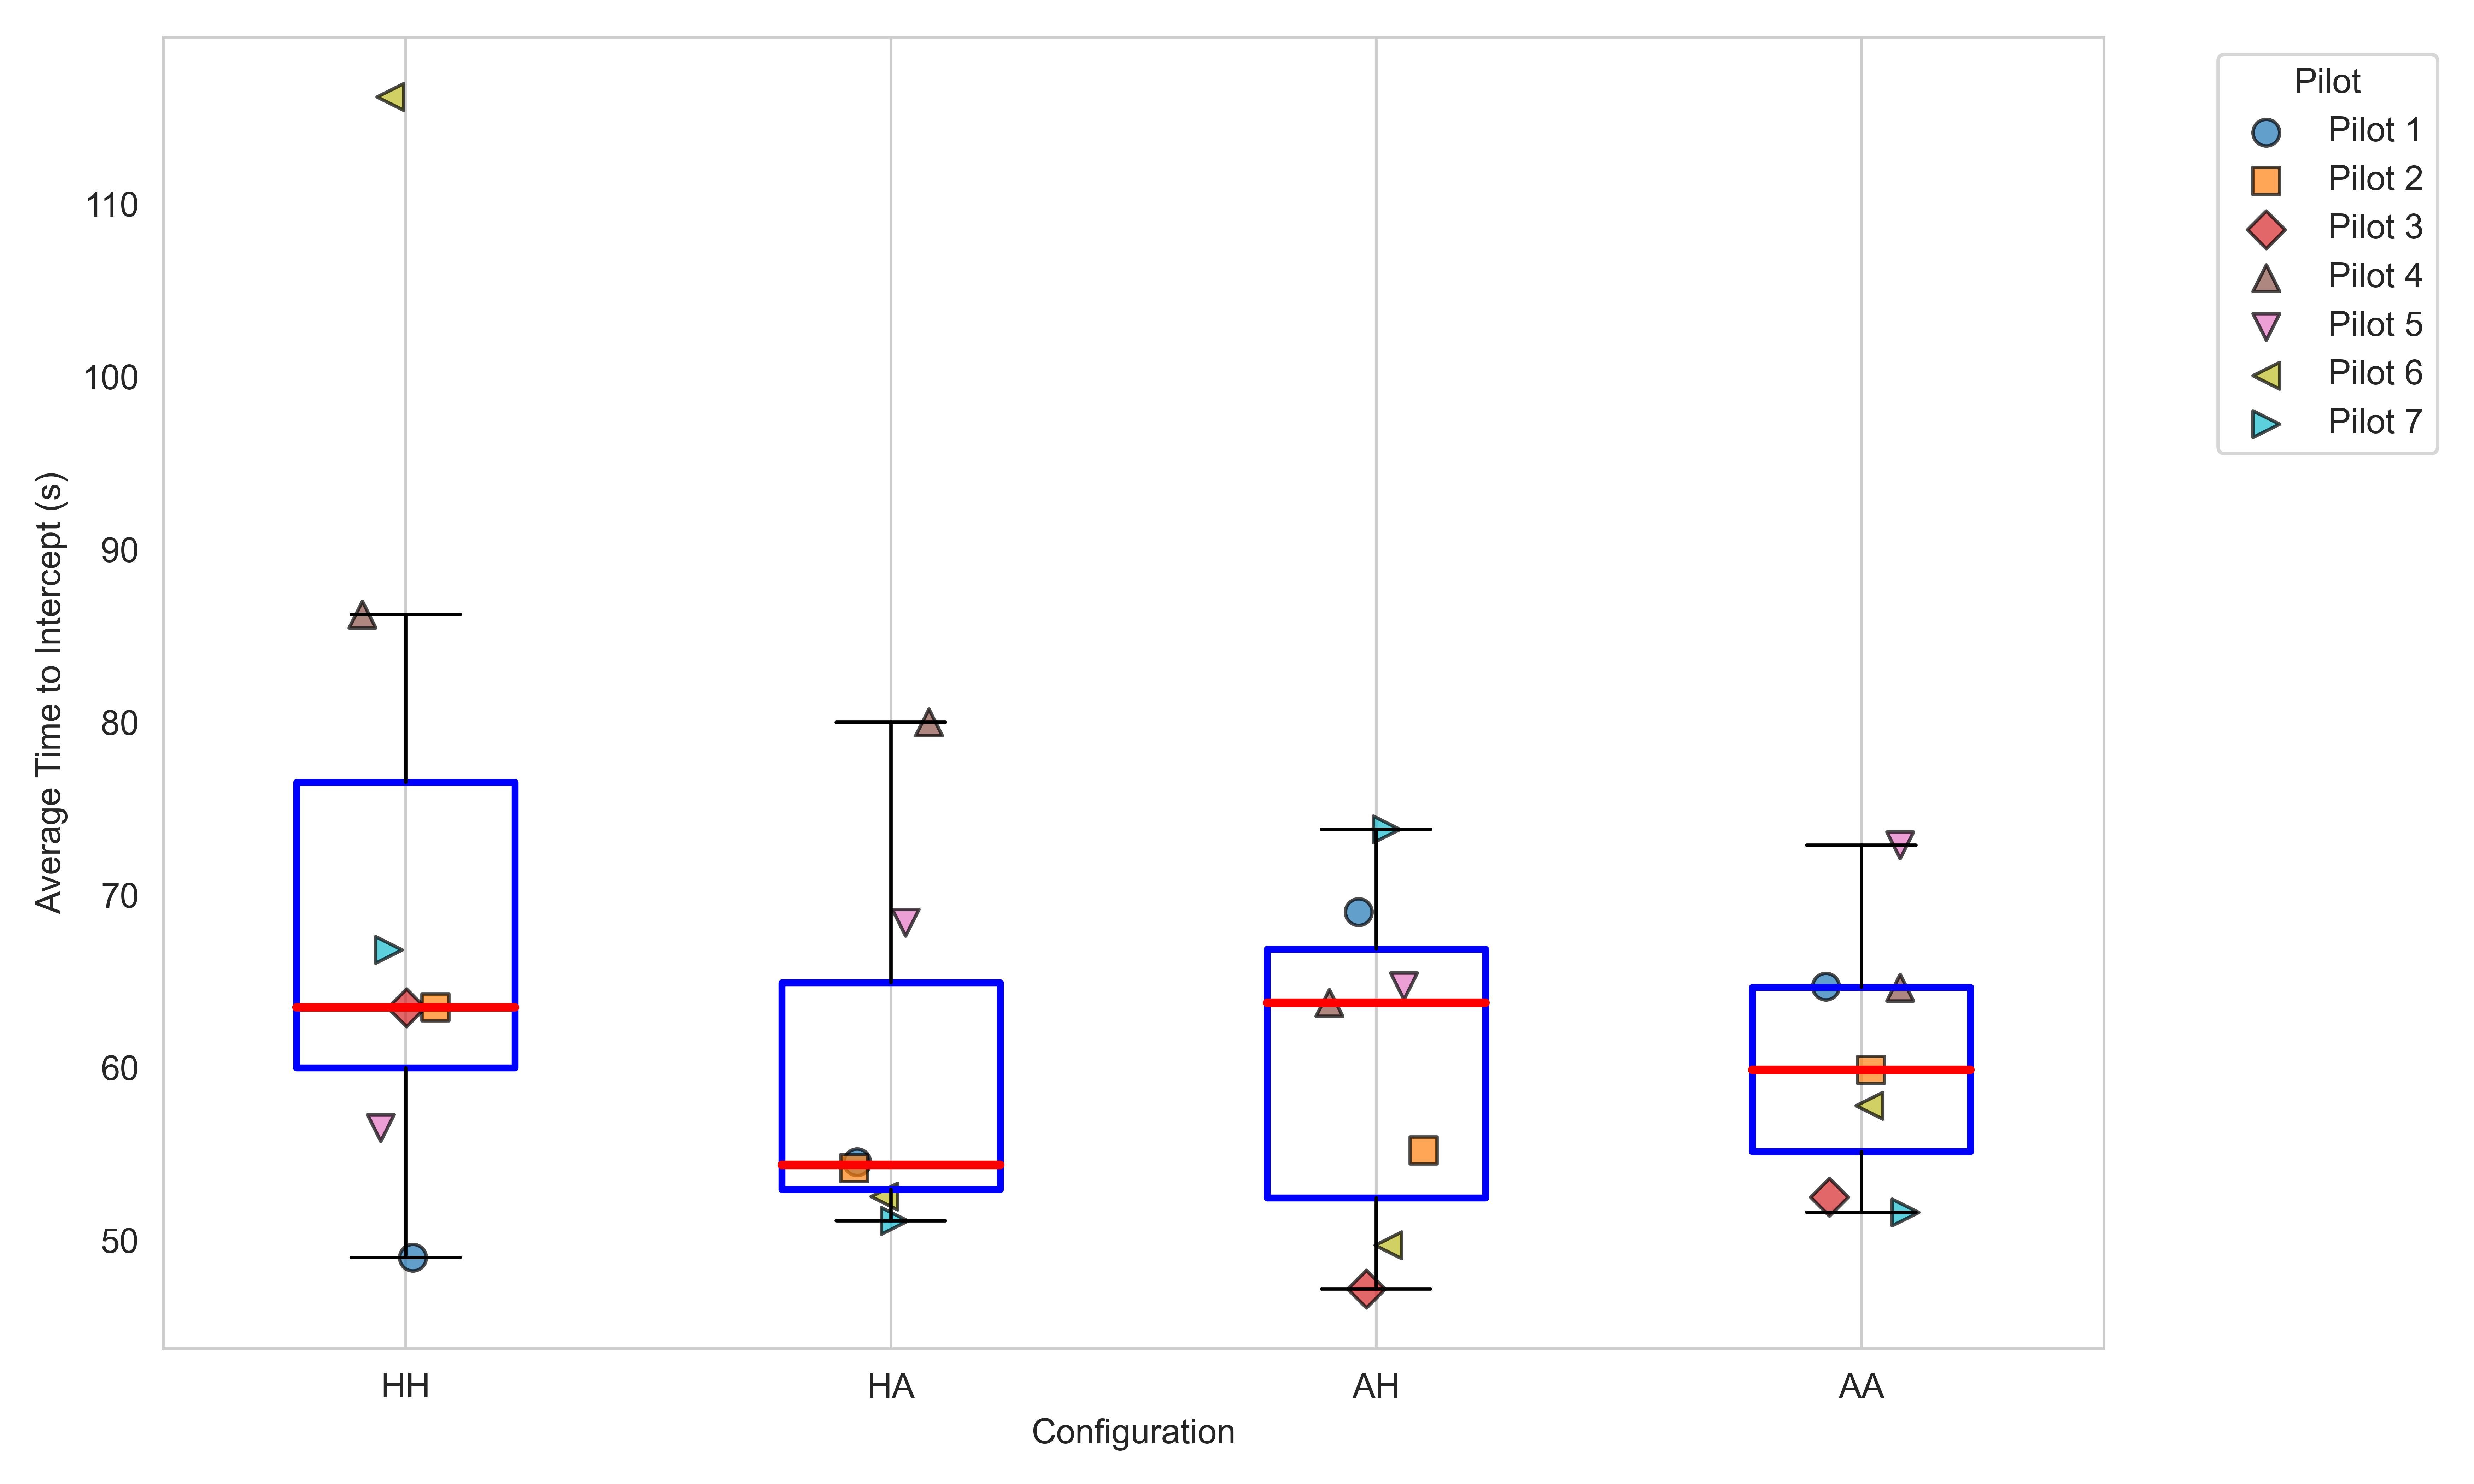 Pilot
Pilot 1
Pilot 2
Pilot 3
Pilot 4
Pilot 5
Pilot 6
Pilot 7
Average Time to Intercept (s)
110
100
90
80
70
60
50
HH HA AH AA
Configuration